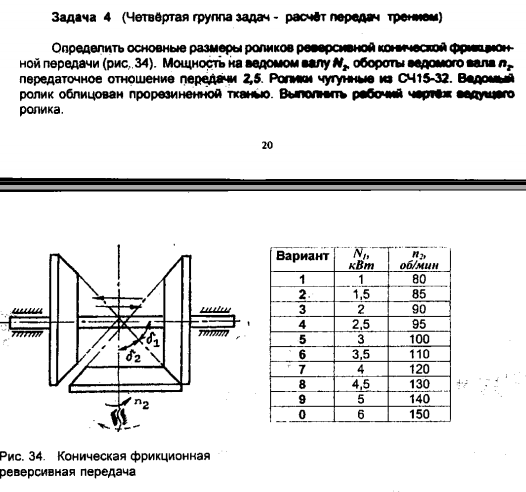 Задача 4 (Четвёртая группа задач - расчёт передач трением)
Определить основные размеры роликов реверсивной конической фрикцион-
ной передачи (рис. 34). Мощность на ведомом валу N₂, обороты ведомого вала n₂,
передаточное отношение передачи 2,5. Ролики чугунные из СЧ15-32. Ведомый
ролик облицован прорезиненной тканью. Выполнить рабочий чертёж ведущего
ролика.
20
δ₁
δ₂
n₂
Рис. 34. Коническая фрикционная
реверсивная передача
Вариант N₁, кВт n₂, об/мин
1 1 80
2 1,5 85
3 2 90
4 2,5 95
5 3 100
6 3,5 110
7 4 120
8 4,5 130
9 5 140
0 6 150